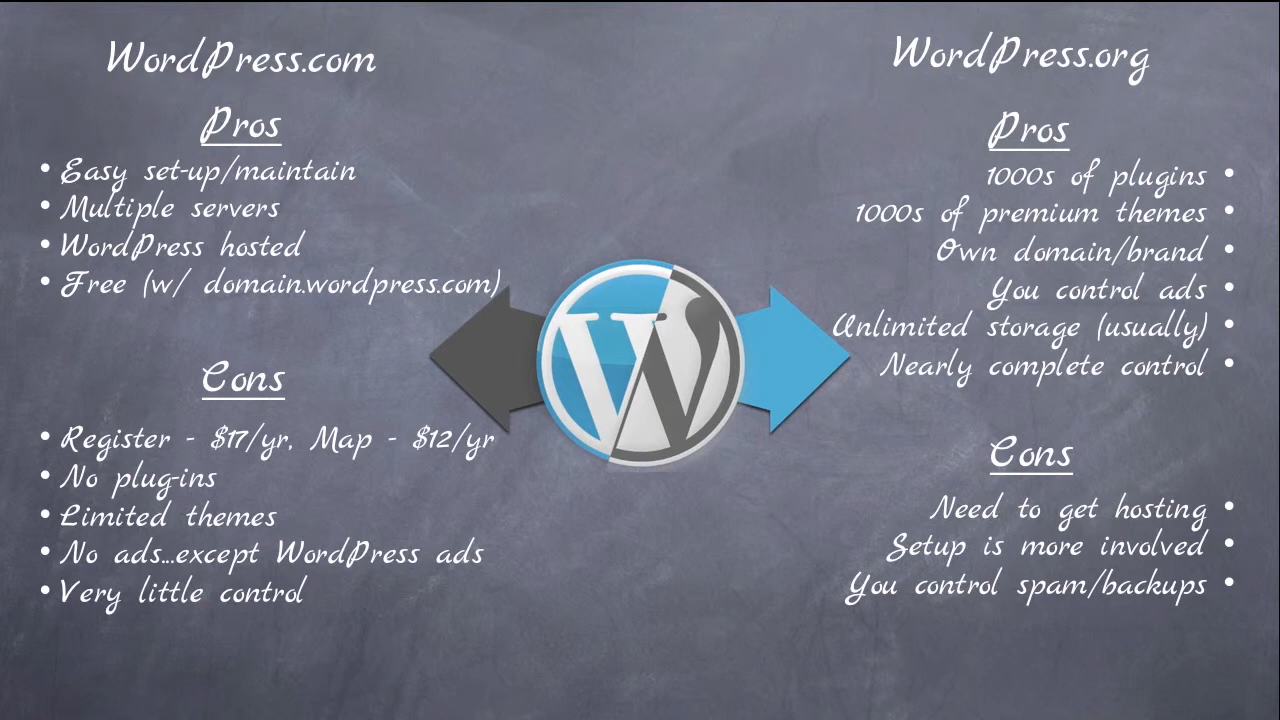 WordPress.com
Pros
• Easy set-up/maintain
• Multiple servers
• WordPress hosted
• Free (w/ domain.wordpress.com)
Cons
• Register - $17/yr, Map - $12/yr
• No plug-ins
• Limited themes
• No ads...except WordPress ads
• Very little control
WordPress.org
Pros
1000s of plugins •
1000s of premium themes •
Own domain/brand •
You control ads •
Unlimited storage (usually) •
Nearly complete control •
Cons
Need to get hosting •
Setup is more involved •
You control spam/backups •
W